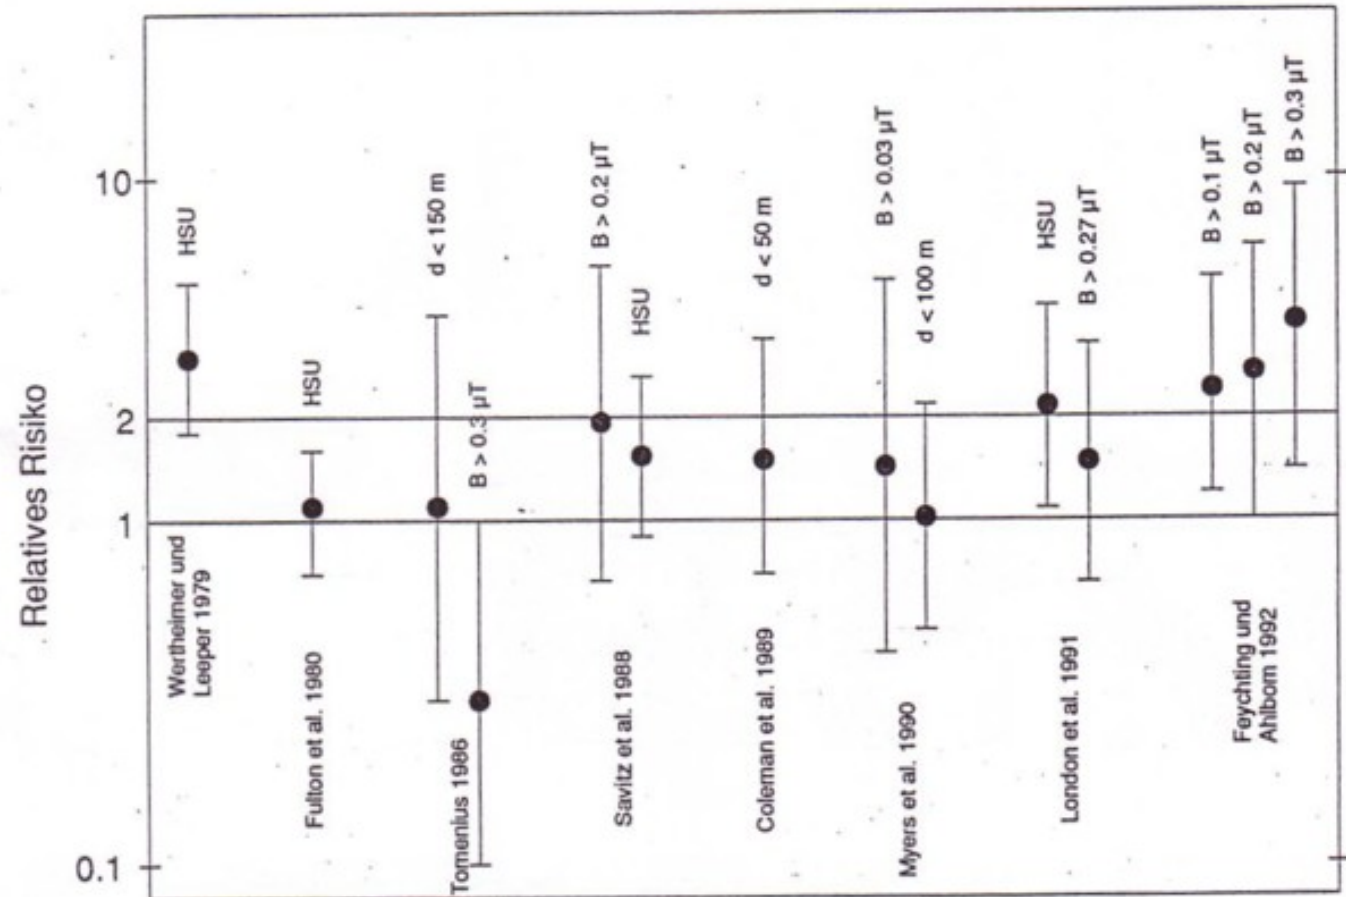 Relatives Risiko
10
2
1
0.1
HSU
Wertheimer und
Leeper 1979
HSU
Fulton et al. 1980
d < 150 m
B > 0.3 µT
Tomenius 1986
B > 0.2 µT
HSU
Savitz et al. 1988
d < 50 m
Coleman et al. 1989
B > 0.03 µT
d < 100 m
Myers et al. 1990
HSU
B > 0.27 µT
London et al. 1991
B > 0.1 µT
B > 0.2 µT
B > 0.3 µT
Feychting und
Ahlbom 1992